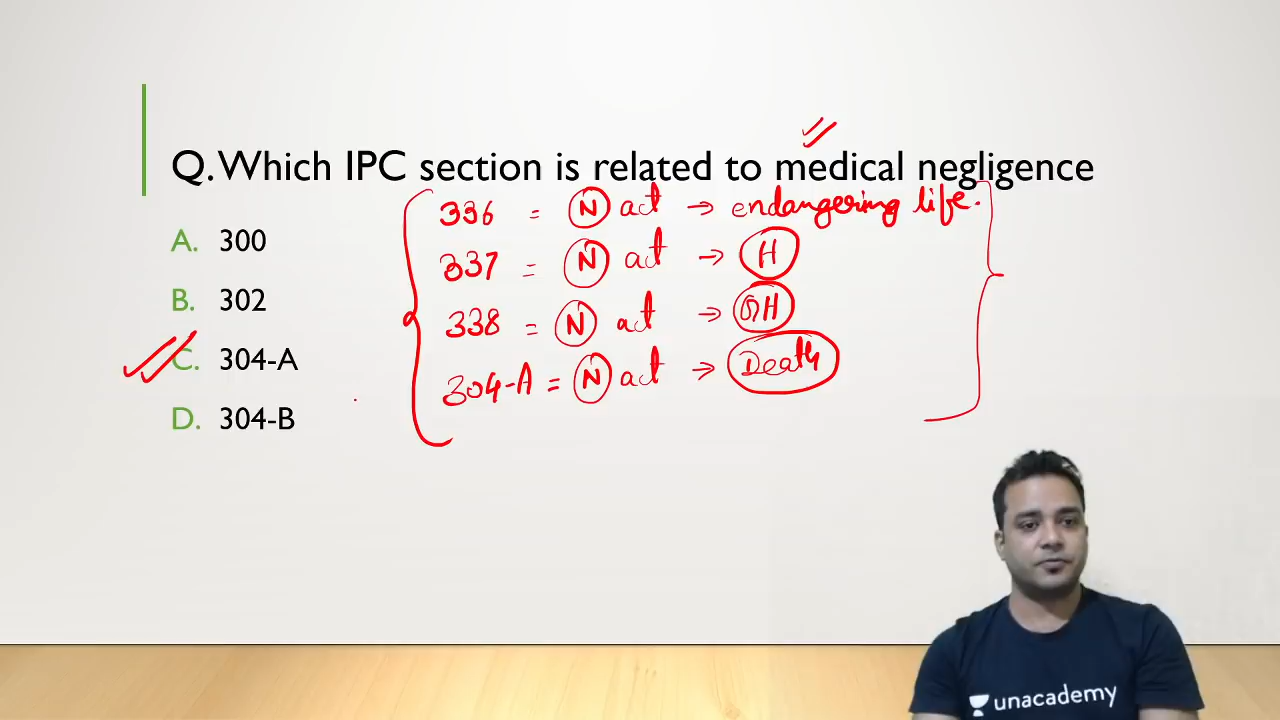 Q. Which IPC section is related to medical negligence
336 = N act → endangering life.
A. 300
337 = N act → H
B. 302
338 = N act → GH
C. 304-A
304-A = N act → Death
D. 304-B
unacademy